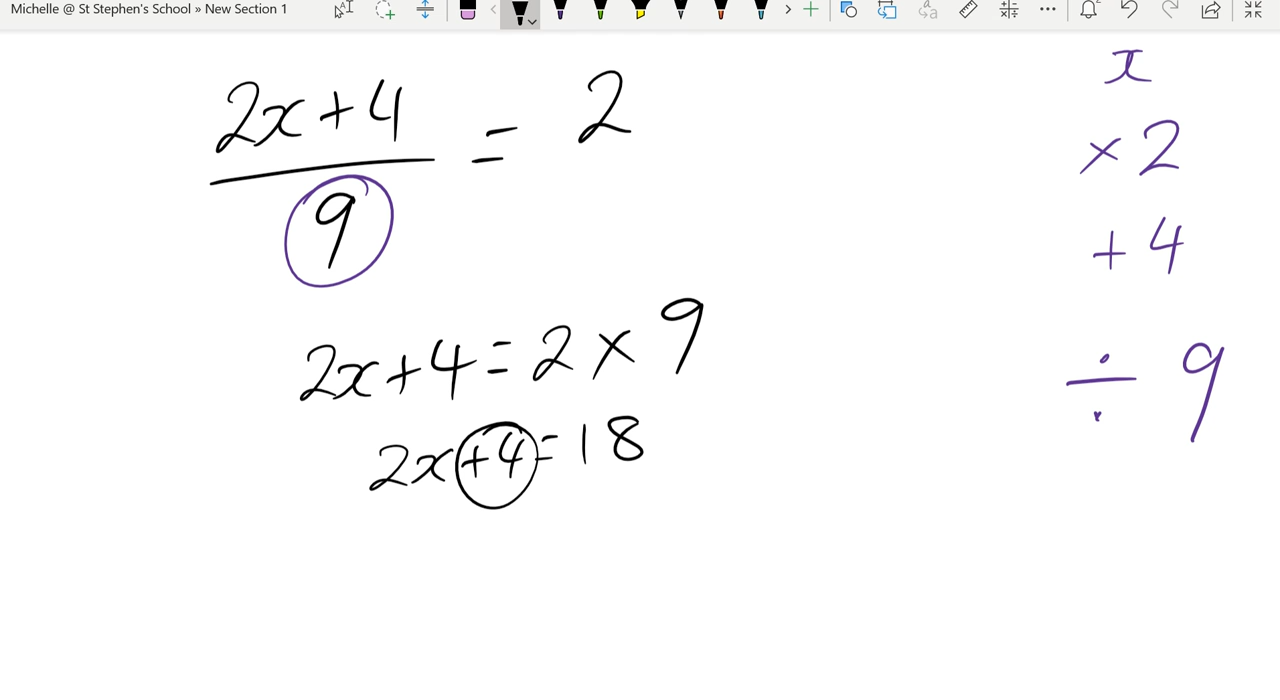 Michelle @ St Stephen's School » New Section 1
2x+4
= 2
9
2x+4=2×9
2x+4=18
x
×2
+4
÷9